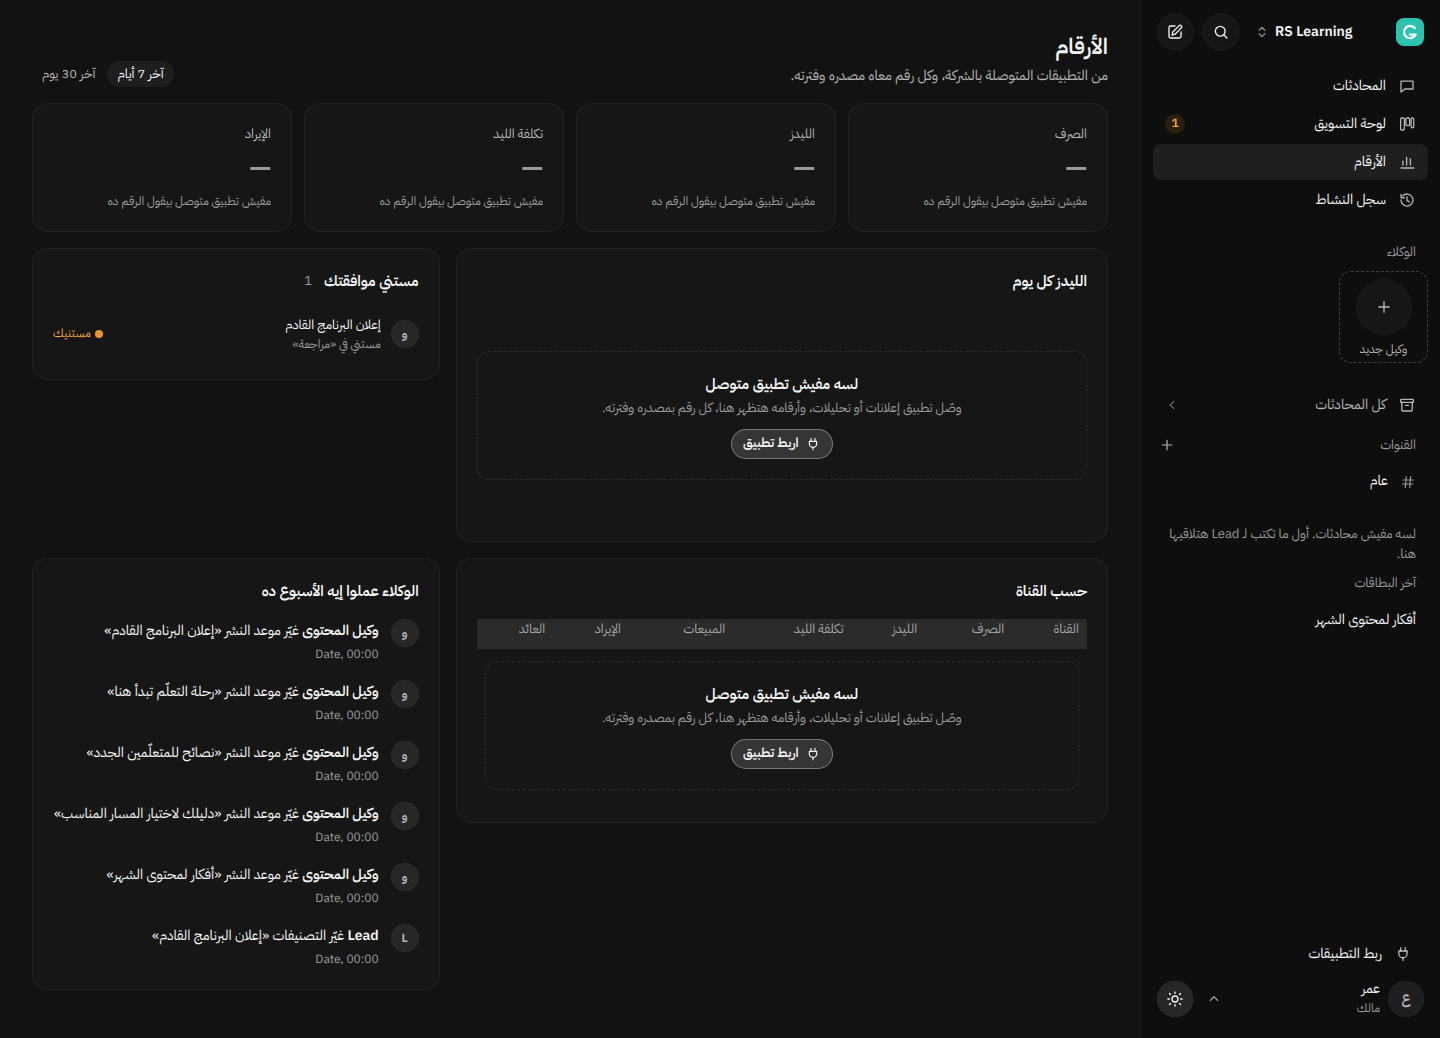 RS Learning
المحادثات
لوحة التسويق
1
الأرقام
سجل النشاط
الوكلاء
وكيل جديد
كل المحادثات
القنوات
عام
لسه مفيش محادثات. أول ما تكتب لـ Lead هتلاقيها هنا.
آخر البطاقات
أفكار لمحتوى الشهر
ربط التطبيقات
ع
عمر
مالك
الأرقام
من التطبيقات المتوصلة بالشركة، وكل رقم معاه مصدره وفترته.
آخر 7 أيام
آخر 30 يوم
الصرف
—
مفيش تطبيق متوصل بيقول الرقم ده
الليدز
—
مفيش تطبيق متوصل بيقول الرقم ده
تكلفة الليد
—
مفيش تطبيق متوصل بيقول الرقم ده
الإيراد
—
مفيش تطبيق متوصل بيقول الرقم ده
الليدز كل يوم
لسه مفيش تطبيق متوصل
وصّل تطبيق إعلانات أو تحليلات، وأرقامه هتظهر هنا، كل رقم بمصدره وفترته.
اربط تطبيق
مستني موافقتك 1
و
إعلان البرنامج القادم
مستني في «مراجعة»
مستنيك
حسب القناة
القناة الصرف الليدز تكلفة الليد المبيعات الإيراد العائد
لسه مفيش تطبيق متوصل
وصّل تطبيق إعلانات أو تحليلات، وأرقامه هتظهر هنا، كل رقم بمصدره وفترته.
اربط تطبيق
الوكلاء عملوا إيه الأسبوع ده
و
وكيل المحتوى غيّر موعد النشر «إعلان البرنامج القادم»
Date, 00:00
و
وكيل المحتوى غيّر موعد النشر «رحلة التعلّم تبدأ هنا»
Date, 00:00
و
وكيل المحتوى غيّر موعد النشر «نصائح للمتعلّمين الجدد»
Date, 00:00
و
وكيل المحتوى غيّر موعد النشر «دليلك لاختيار المسار المناسب»
Date, 00:00
و
وكيل المحتوى غيّر موعد النشر «أفكار لمحتوى الشهر»
Date, 00:00
L
Lead غيّر التصنيفات «إعلان البرنامج القادم»
Date, 00:00